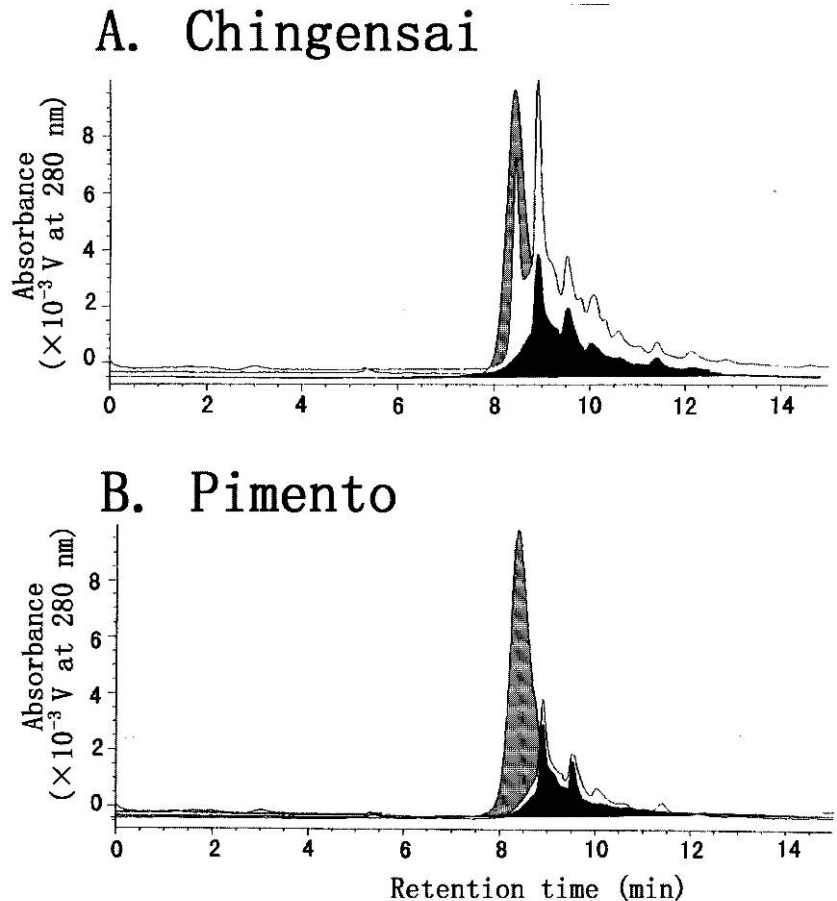 A. Chingensai
Absorbance
(×10⁻³ V at 280 nm)
8
6
4
2
0
0 2 4 6 8 10 12 14
B. Pimento
Absorbance
(×10⁻³ V at 280 nm)
8
6
4
2
0
0 2 4 6 8 10 12 14
Retention time (min)